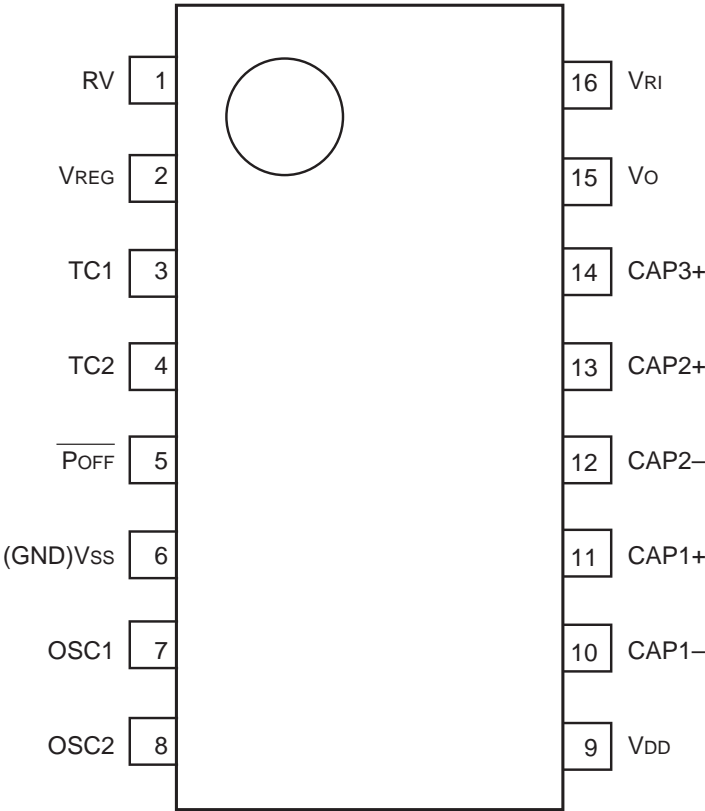 RV 1 16 VRI
VREG 2 15 VO
TC1 3 14 CAP3+
TC2 4 13 CAP2+
P̅O̅F̅F̅ 5 12 CAP2–
(GND)VSS 6 11 CAP1+
OSC1 7 10 CAP1–
OSC2 8 9 VDD